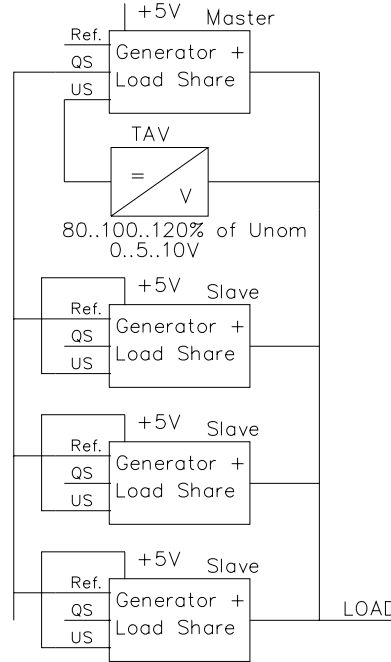 +5V Master
Ref.
QS
US
Generator +
Load Share
TAV
=
V
80..100..120% of Unom
0..5..10V
+5V Slave
Ref.
QS
US
Generator +
Load Share
+5V Slave
Ref.
QS
US
Generator +
Load Share
+5V Slave
Ref.
QS
US
Generator +
Load Share
LOAD